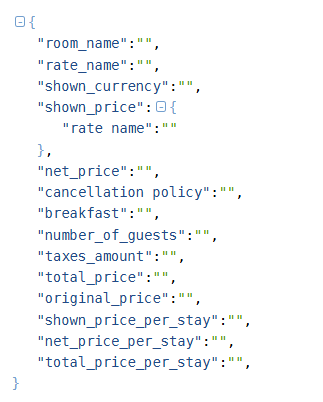 {
"room_name":"",
"rate_name":"",
"shown_currency":"",
"shown_price":{
"rate name":""
},
"net_price":"",
"cancellation policy":"",
"breakfast":"",
"number_of_guests":"",
"taxes_amount":"",
"total_price":"",
"original_price":"",
"shown_price_per_stay":"",
"net_price_per_stay":"",
"total_price_per_stay":"",
}